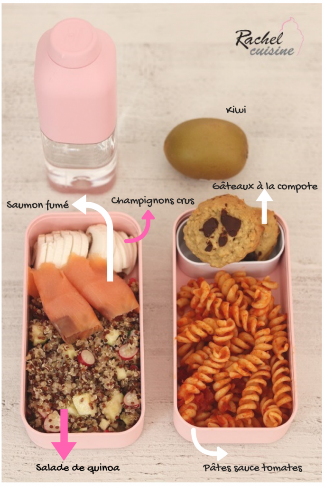 Rachel
cuisine
Kiwi
Gâteaux à la compote
Saumon fumé
Champignons crus
Salade de quinoa
Pâtes sauce tomates